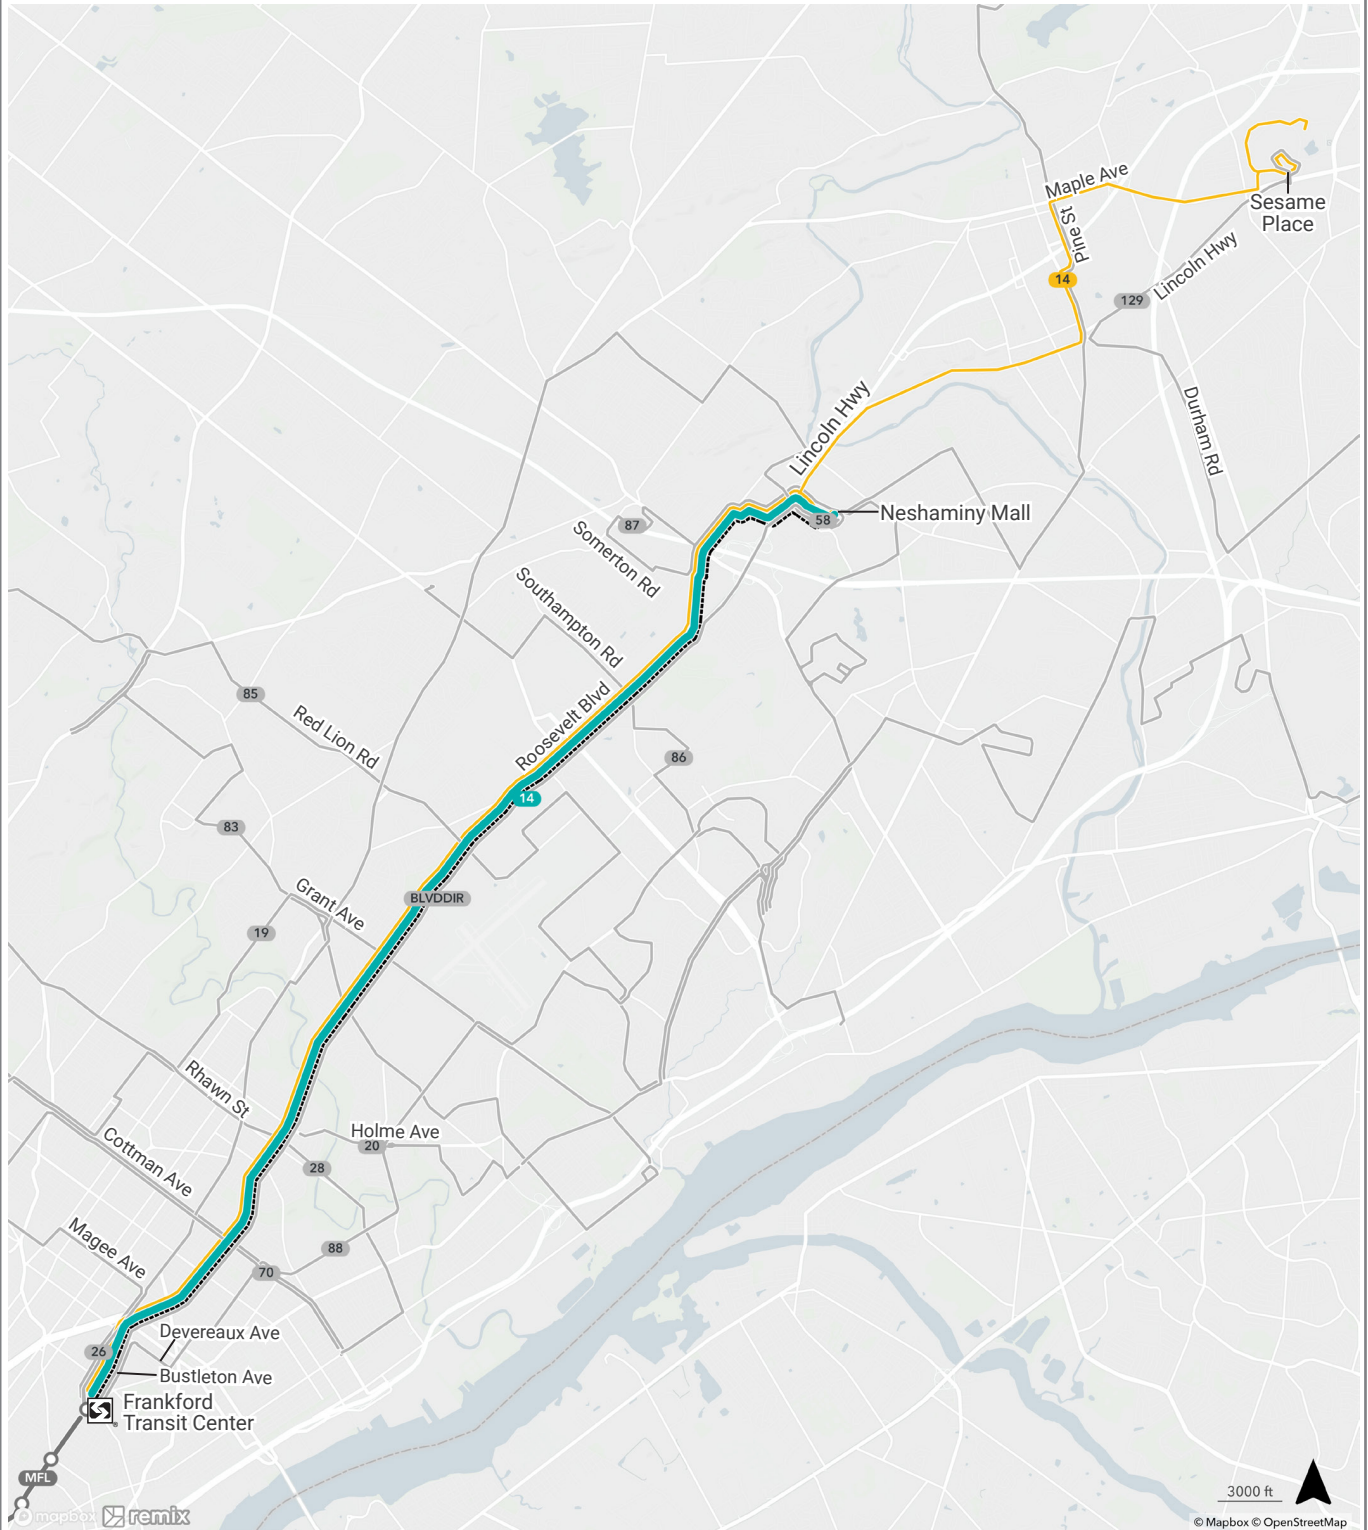 Maple Ave
Sesame
Place
Pine St
14
129
Lincoln Hwy
Durham Rd
Lincoln Hwy
Neshaminy Mall
58
87
Somerton Rd
Southampton Rd
85
Red Lion Rd
Roosevelt Blvd
86
14
83
BLVDDIR
Grant Ave
19
Rhawn St
Holme Ave
20
Cottman Ave
28
Magee Ave
88
70
Devereaux Ave
26
Bustleton Ave
Frankford
Transit Center
MFL
3000 ft
mapbox remix
© Mapbox © OpenStreetMap